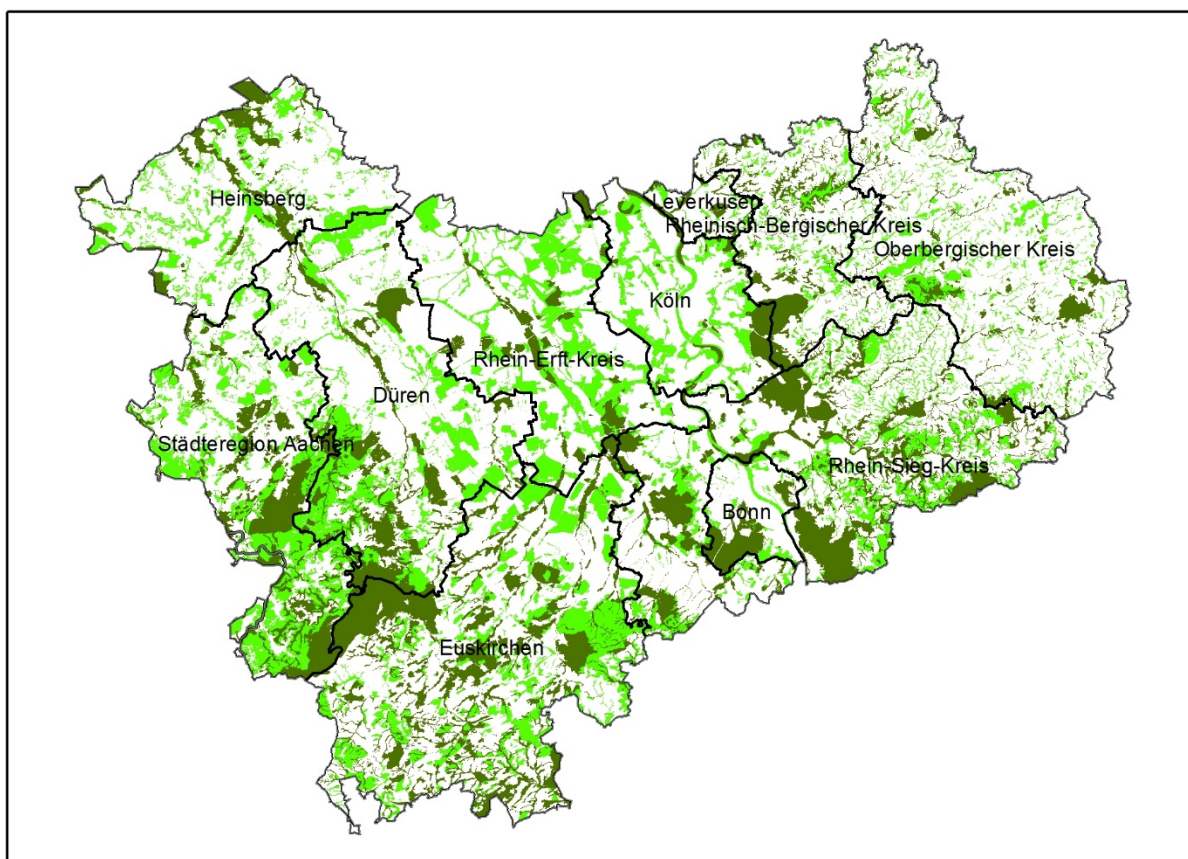 Heinsberg
Leverkusen
Rheinisch-Bergischer Kreis
Oberbergischer Kreis
Köln
Rhein-Erft-Kreis
Düren
Städteregion Aachen
Rhein-Sieg-Kreis
Bonn
Euskirchen